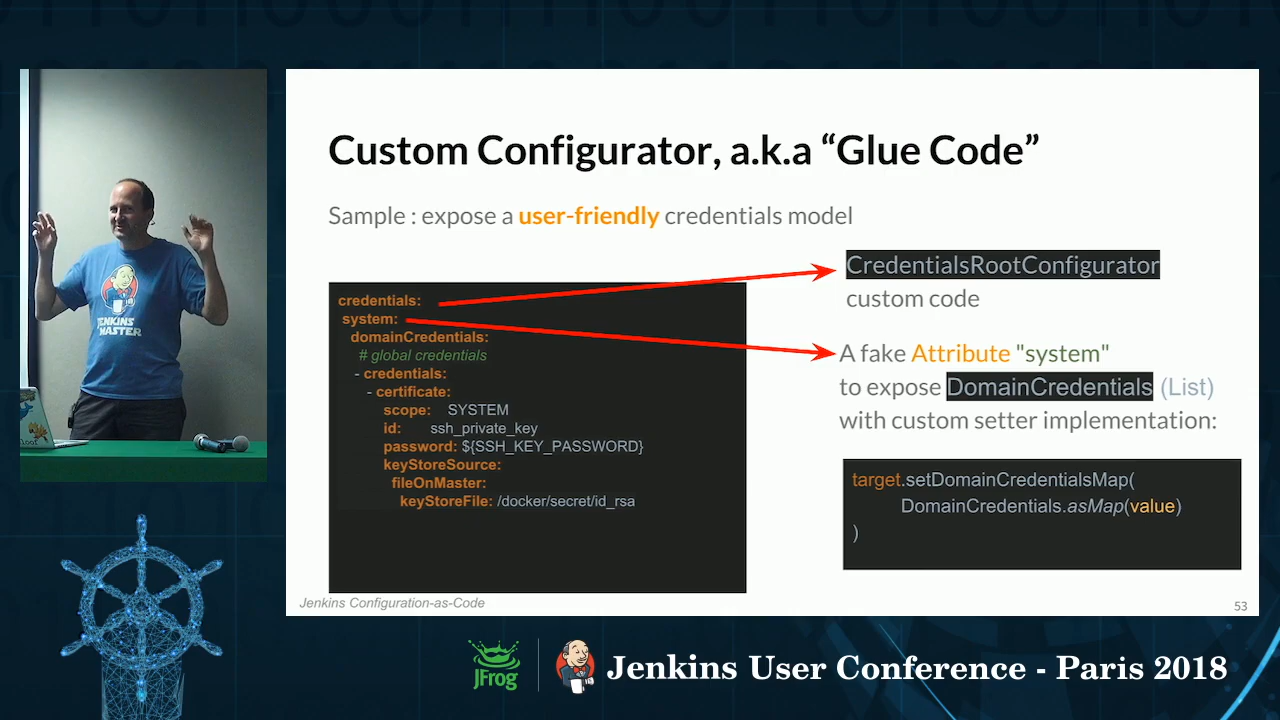 Custom Configurator, a.k.a “Glue Code”
Sample : expose a user-friendly credentials model
credentials:
system:
domainCredentials:
# global credentials
- credentials:
- certificate:
scope: SYSTEM
id: ssh_private_key
password: ${SSH_KEY_PASSWORD}
keyStoreSource:
fileOnMaster:
keyStoreFile: /docker/secret/id_rsa
CredentialsRootConfigurator
custom code
A fake Attribute "system"
to expose DomainCredentials (List)
with custom setter implementation:
target.setDomainCredentialsMap(
DomainCredentials.asMap(value)
)
Jenkins Configuration-as-Code
53
JENKINS
MASTER
JFrog
Jenkins User Conference - Paris 2018